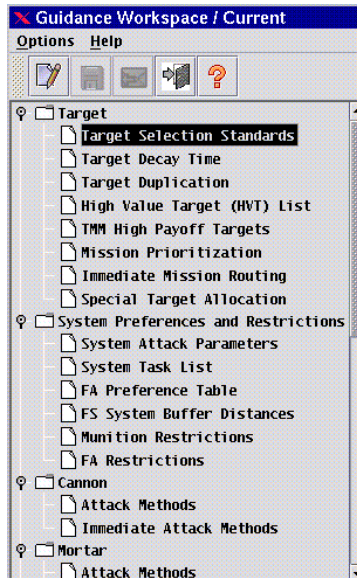 Guidance Workspace / Current
Options Help
Target
Target Selection Standards
Target Decay Time
Target Duplication
High Value Target (HVT) List
TMM High Payoff Targets
Mission Prioritization
Immediate Mission Routing
Special Target Allocation
System Preferences and Restrictions
System Attack Parameters
System Task List
FA Preference Table
FS System Buffer Distances
Munition Restrictions
FA Restrictions
Cannon
Attack Methods
Immediate Attack Methods
Mortar
Attack Methods